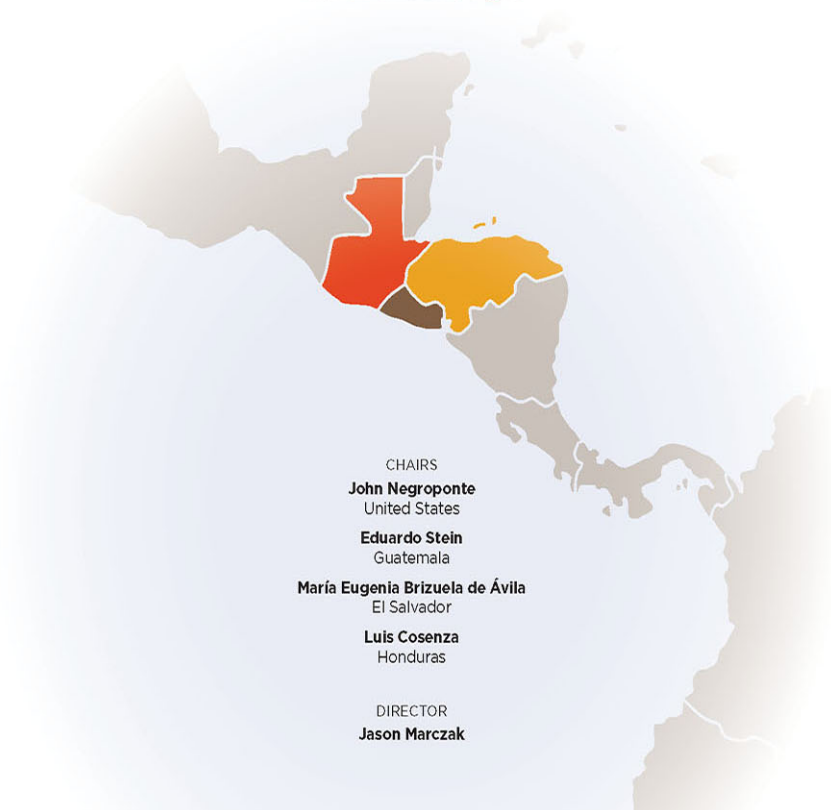 CHAIRS
John Negroponte
United States
Eduardo Stein
Guatemala
María Eugenia Brizuela de Ávila
El Salvador
Luis Cosenza
Honduras
DIRECTOR
Jason Marczak